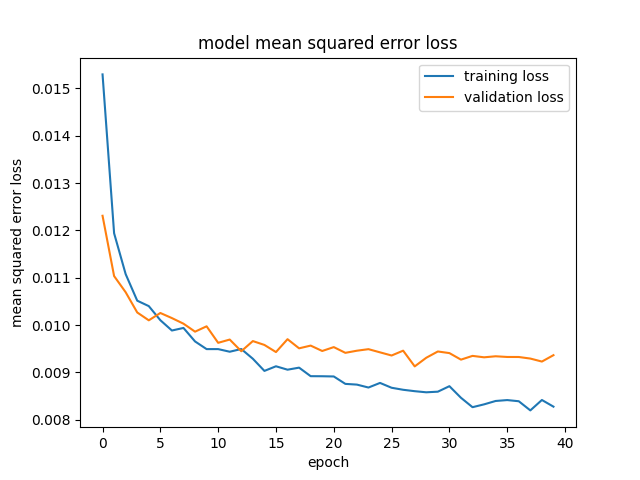 model mean squared error loss
training loss
validation loss
mean squared error loss
0.015
0.014
0.013
0.012
0.011
0.010
0.009
0.008
0 5 10 15 20 25 30 35 40
epoch